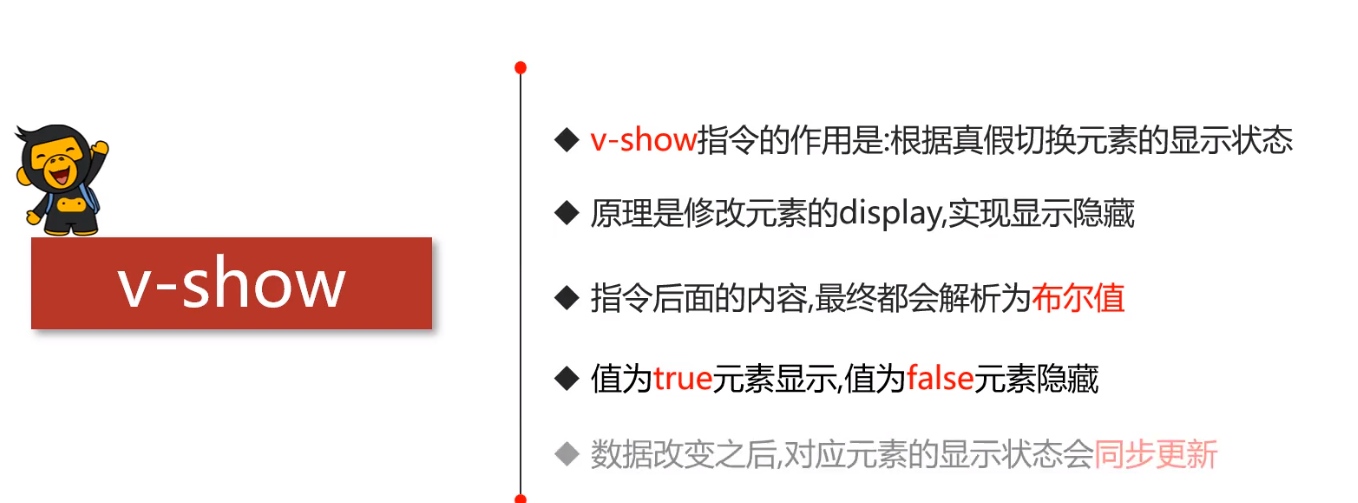 v-show
v-show指令的作用是:根据真假切换元素的显示状态
原理是修改元素的display,实现显示隐藏
指令后面的内容,最终都会解析为布尔值
值为true元素显示,值为false元素隐藏
数据改变之后,对应元素的显示状态会同步更新